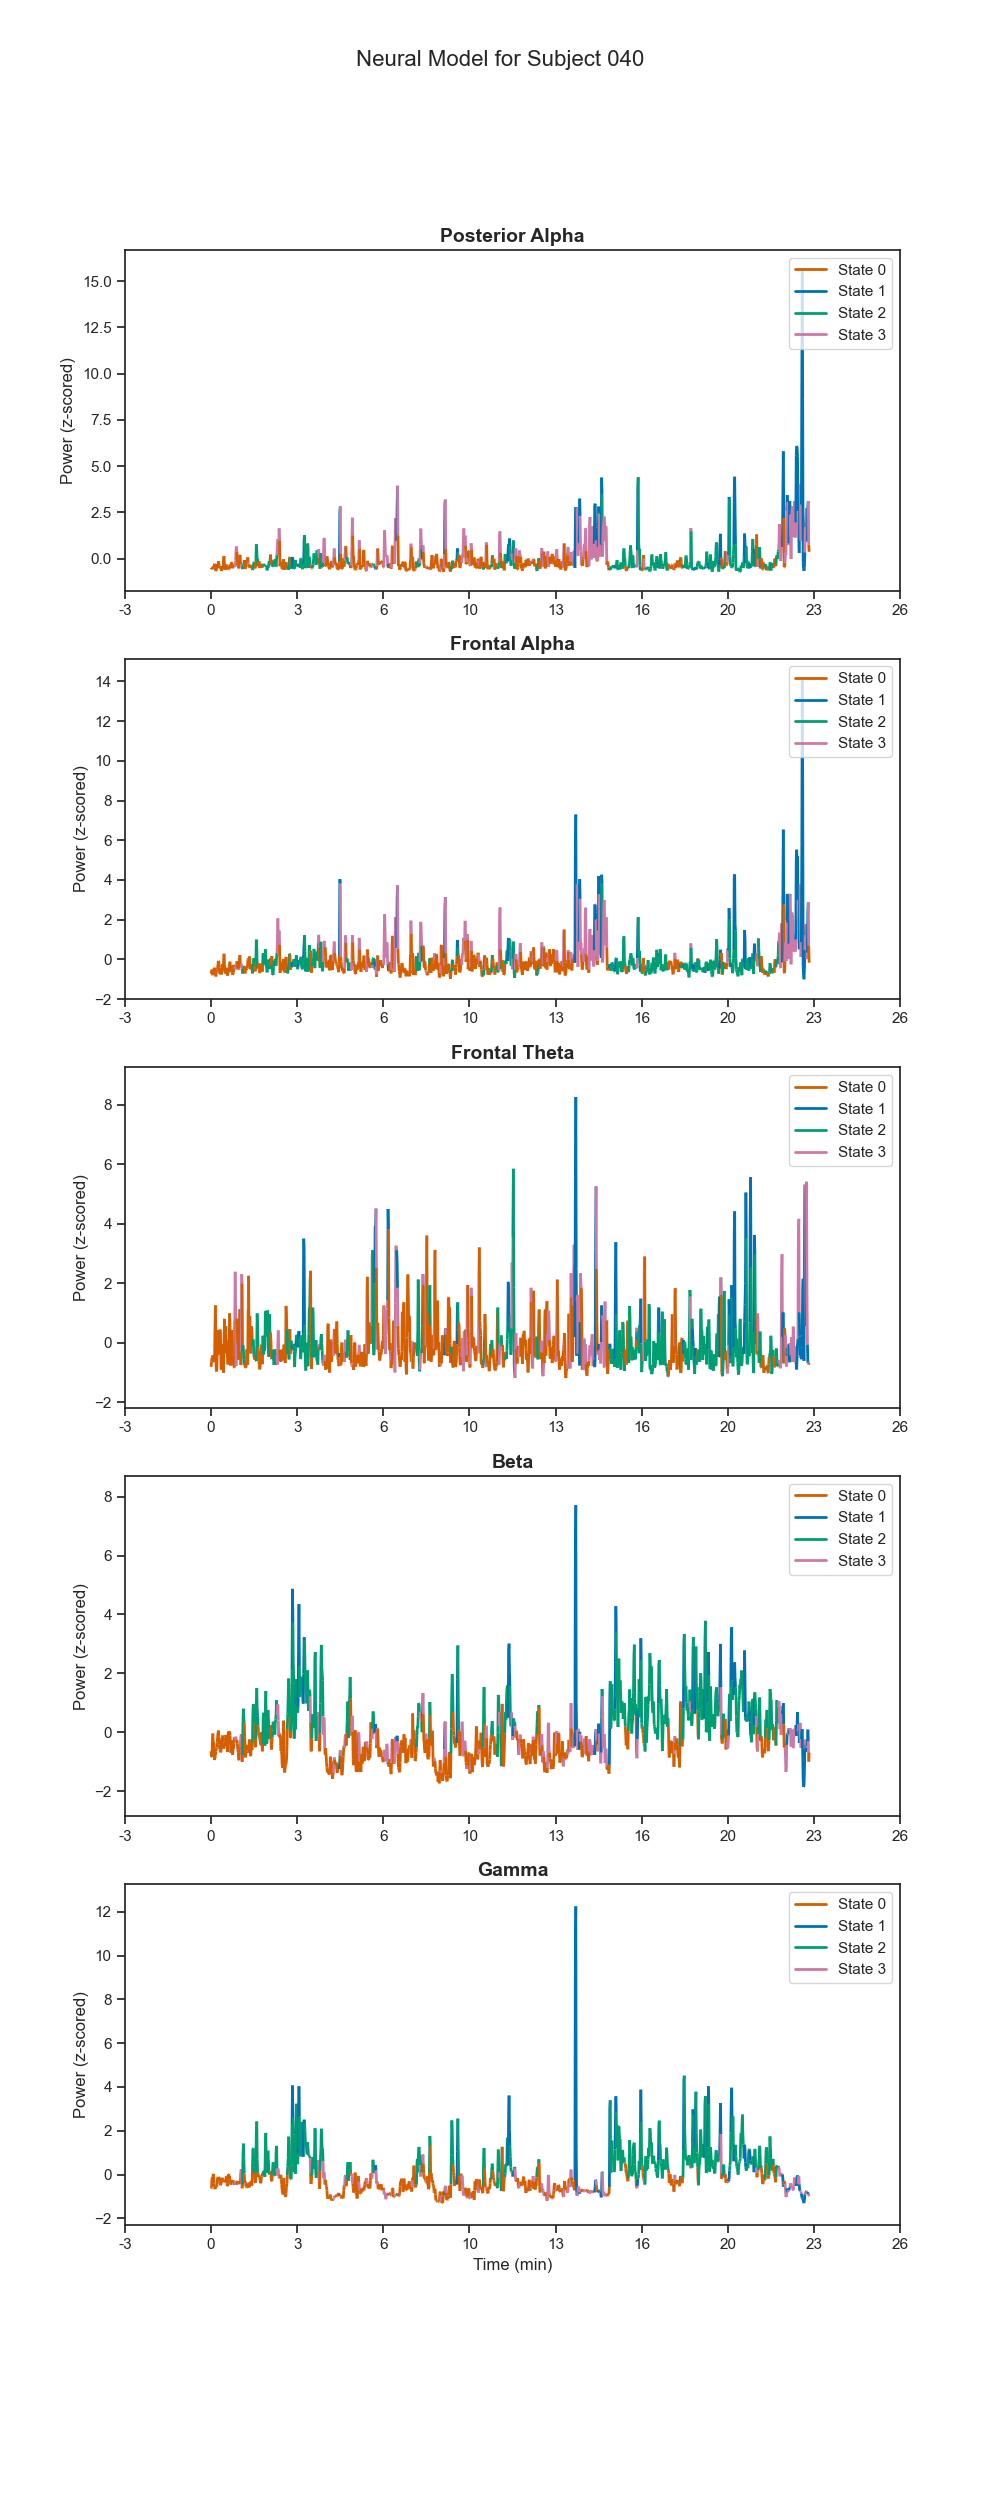 Neural Model for Subject 040
Posterior Alpha
Power (z-scored)
15.0
12.5
10.0
7.5
5.0
2.5
0.0
State 0
State 1
State 2
State 3
-3 0 3 6 10 13 16 20 23 26
Frontal Alpha
Power (z-scored)
14
12
10
8
6
4
2
0
−2
State 0
State 1
State 2
State 3
-3 0 3 6 10 13 16 20 23 26
Frontal Theta
Power (z-scored)
8
6
4
2
0
−2
State 0
State 1
State 2
State 3
-3 0 3 6 10 13 16 20 23 26
Beta
Power (z-scored)
8
6
4
2
0
−2
State 0
State 1
State 2
State 3
-3 0 3 6 10 13 16 20 23 26
Gamma
Power (z-scored)
12
10
8
6
4
2
0
−2
State 0
State 1
State 2
State 3
-3 0 3 6 10 13 16 20 23 26
Time (min)